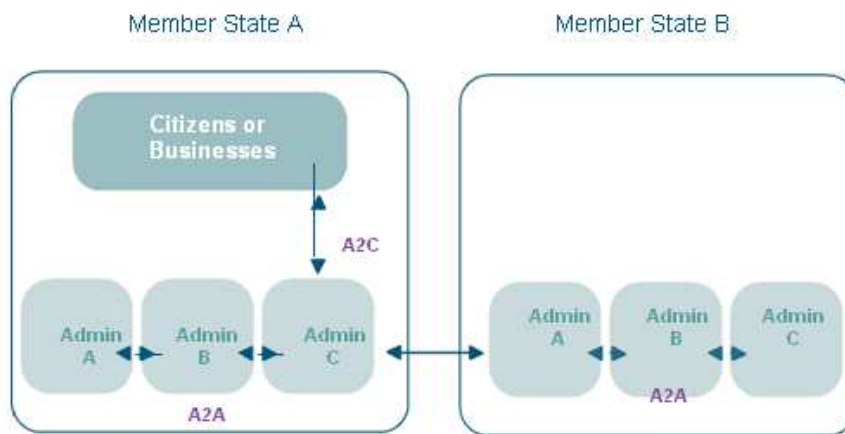 Member State A
Member State B
Citizens or
Businesses
A2C
Admin
A
Admin
B
Admin
C
Admin
A
Admin
B
Admin
C
A2A
A2A